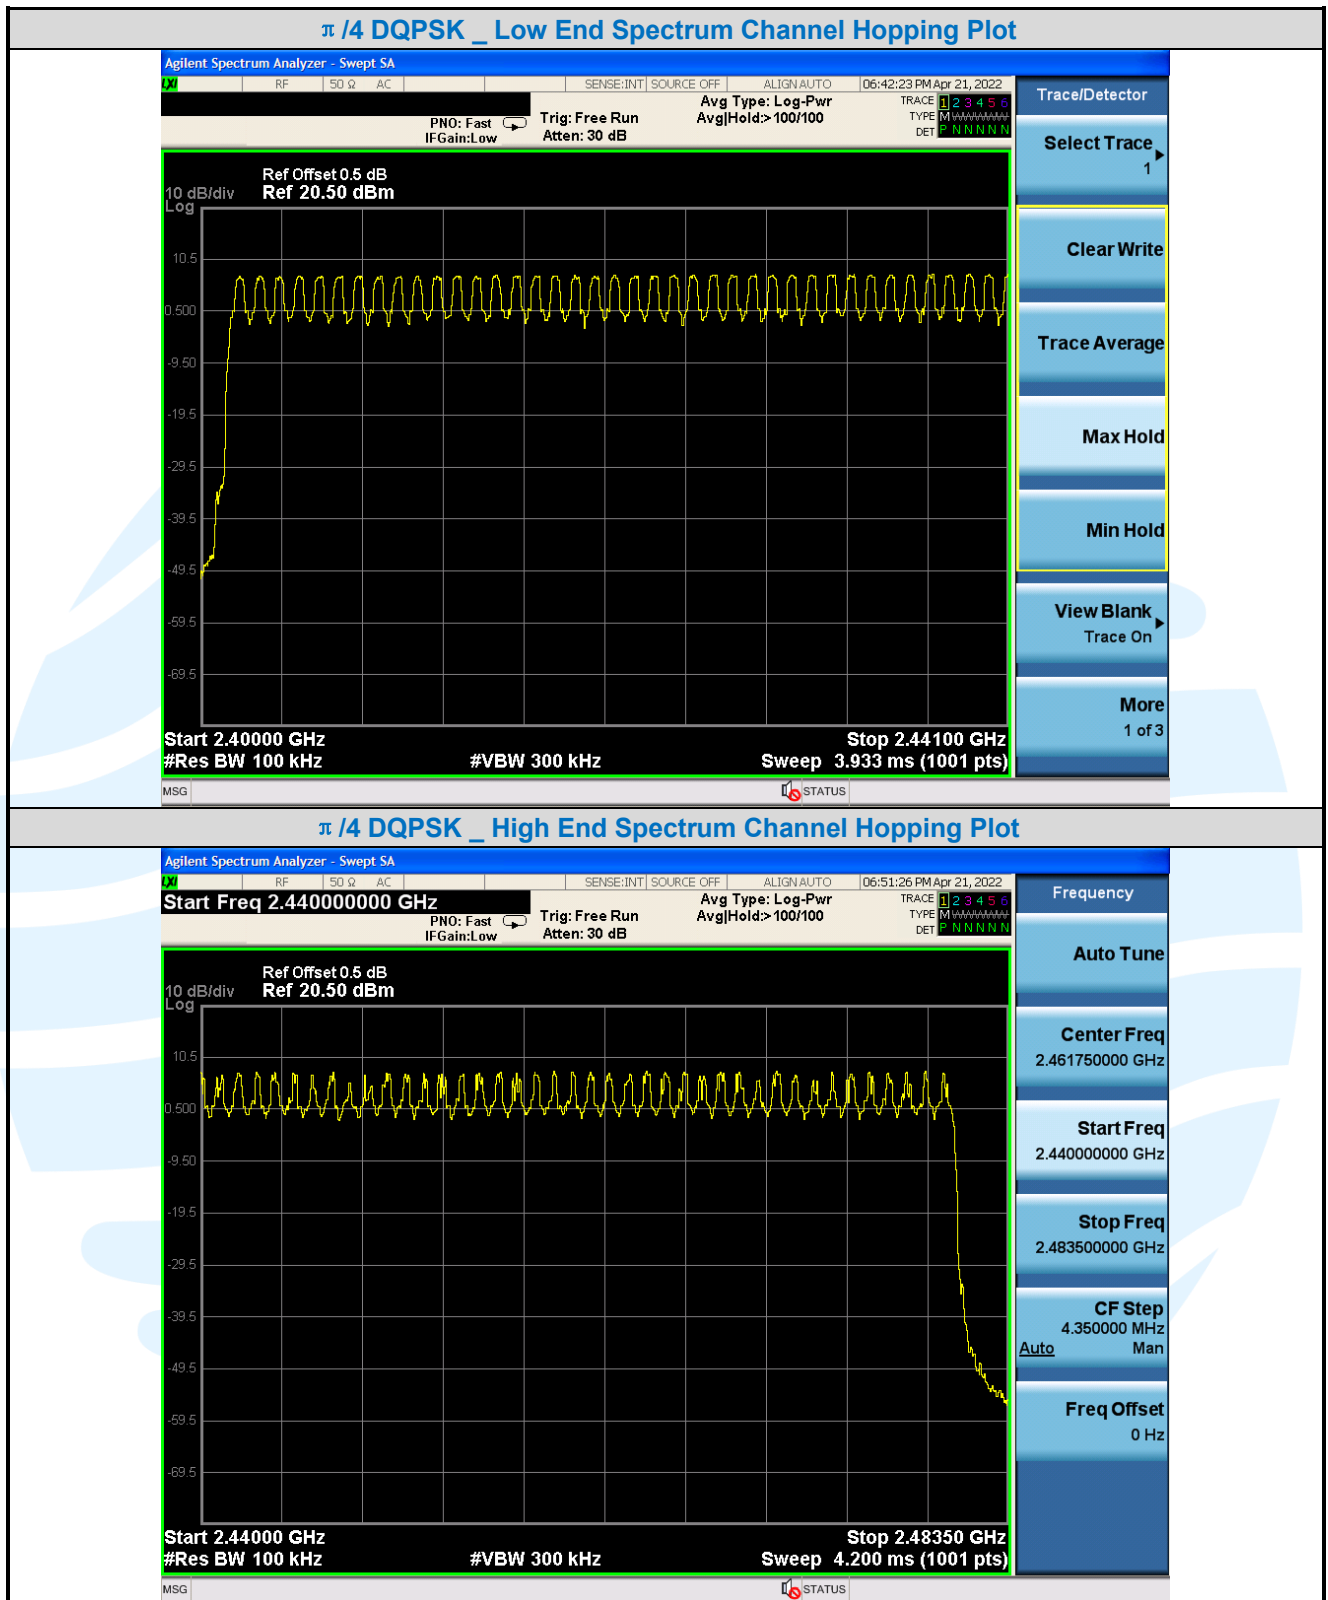 π /4 DQPSK _ Low End Spectrum Channel Hopping Plot
Agilent Spectrum Analyzer - Swept SA
LXI RF 50 Ω AC SENSE:INT SOURCE OFF ALIGN AUTO 06:42:23 PM Apr 21, 2022
Avg Type: Log-Pwr TRACE 1 2 3 4 5 6
PNO: Fast Trig: Free Run Avg|Hold:>100/100 TYPE M WWWWW
IFGain:Low Atten: 30 dB DET P N N N N N
Ref Offset 0.5 dB
10 dB/div Ref 20.50 dBm
Log
10.5
0.500
-9.50
-19.5
-29.5
-39.5
-49.5
-59.5
-69.5
Start 2.40000 GHz Stop 2.44100 GHz
#Res BW 100 kHz #VBW 300 kHz Sweep 3.933 ms (1001 pts)
MSG STATUS
Trace/Detector
Select Trace
1
Clear Write
Trace Average
Max Hold
Min Hold
View Blank
Trace On
More
1 of 3
π /4 DQPSK _ High End Spectrum Channel Hopping Plot
Agilent Spectrum Analyzer - Swept SA
LXI RF 50 Ω AC SENSE:INT SOURCE OFF ALIGN AUTO 06:51:26 PM Apr 21, 2022
Start Freq 2.440000000 GHz Avg Type: Log-Pwr TRACE 1 2 3 4 5 6
PNO: Fast Trig: Free Run Avg|Hold:>100/100 TYPE M WWWWW
IFGain:Low Atten: 30 dB DET P N N N N N
Ref Offset 0.5 dB
10 dB/div Ref 20.50 dBm
Log
10.5
0.500
-9.50
-19.5
-29.5
-39.5
-49.5
-59.5
-69.5
Start 2.44000 GHz Stop 2.48350 GHz
#Res BW 100 kHz #VBW 300 kHz Sweep 4.200 ms (1001 pts)
MSG STATUS
Frequency
Auto Tune
Center Freq
2.461750000 GHz
Start Freq
2.440000000 GHz
Stop Freq
2.483500000 GHz
CF Step
4.350000 MHz
Auto Man
Freq Offset
0 Hz